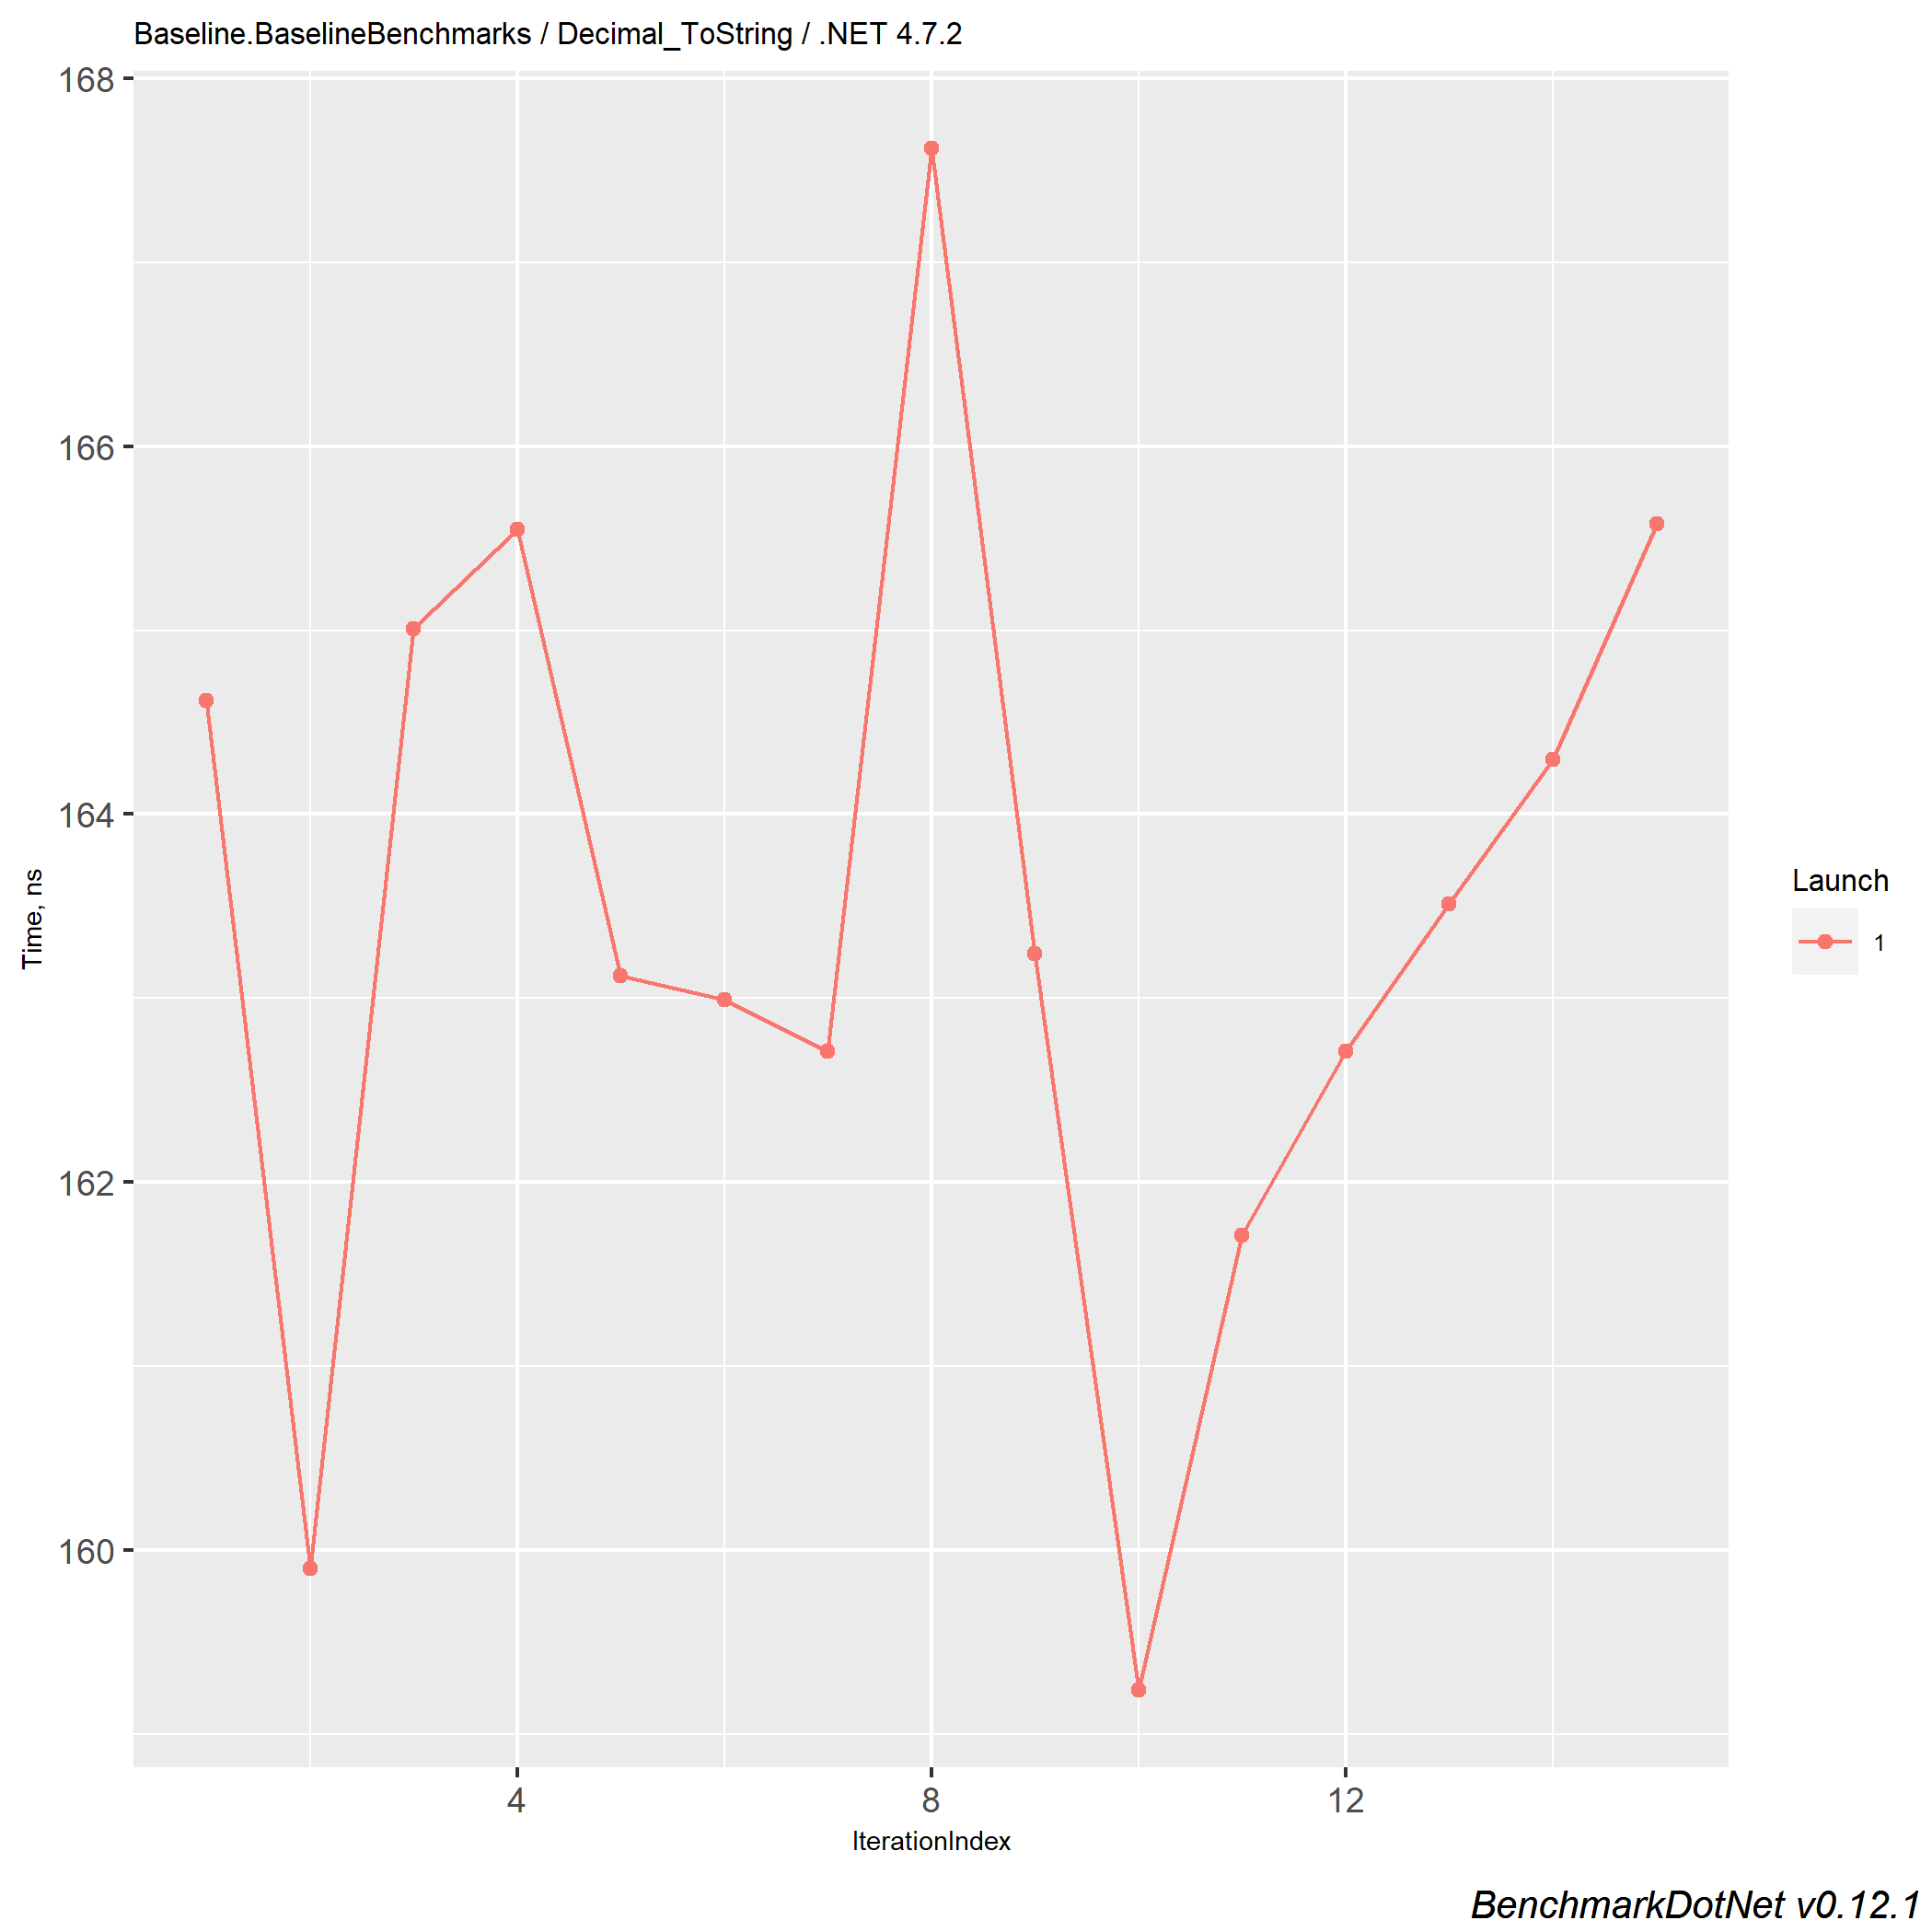 Baseline.BaselineBenchmarks / Decimal_ToString / .NET 4.7.2
168
166
164
162
160
Time, ns
4
8
12
IterationIndex
Launch
1
BenchmarkDotNet v0.12.1